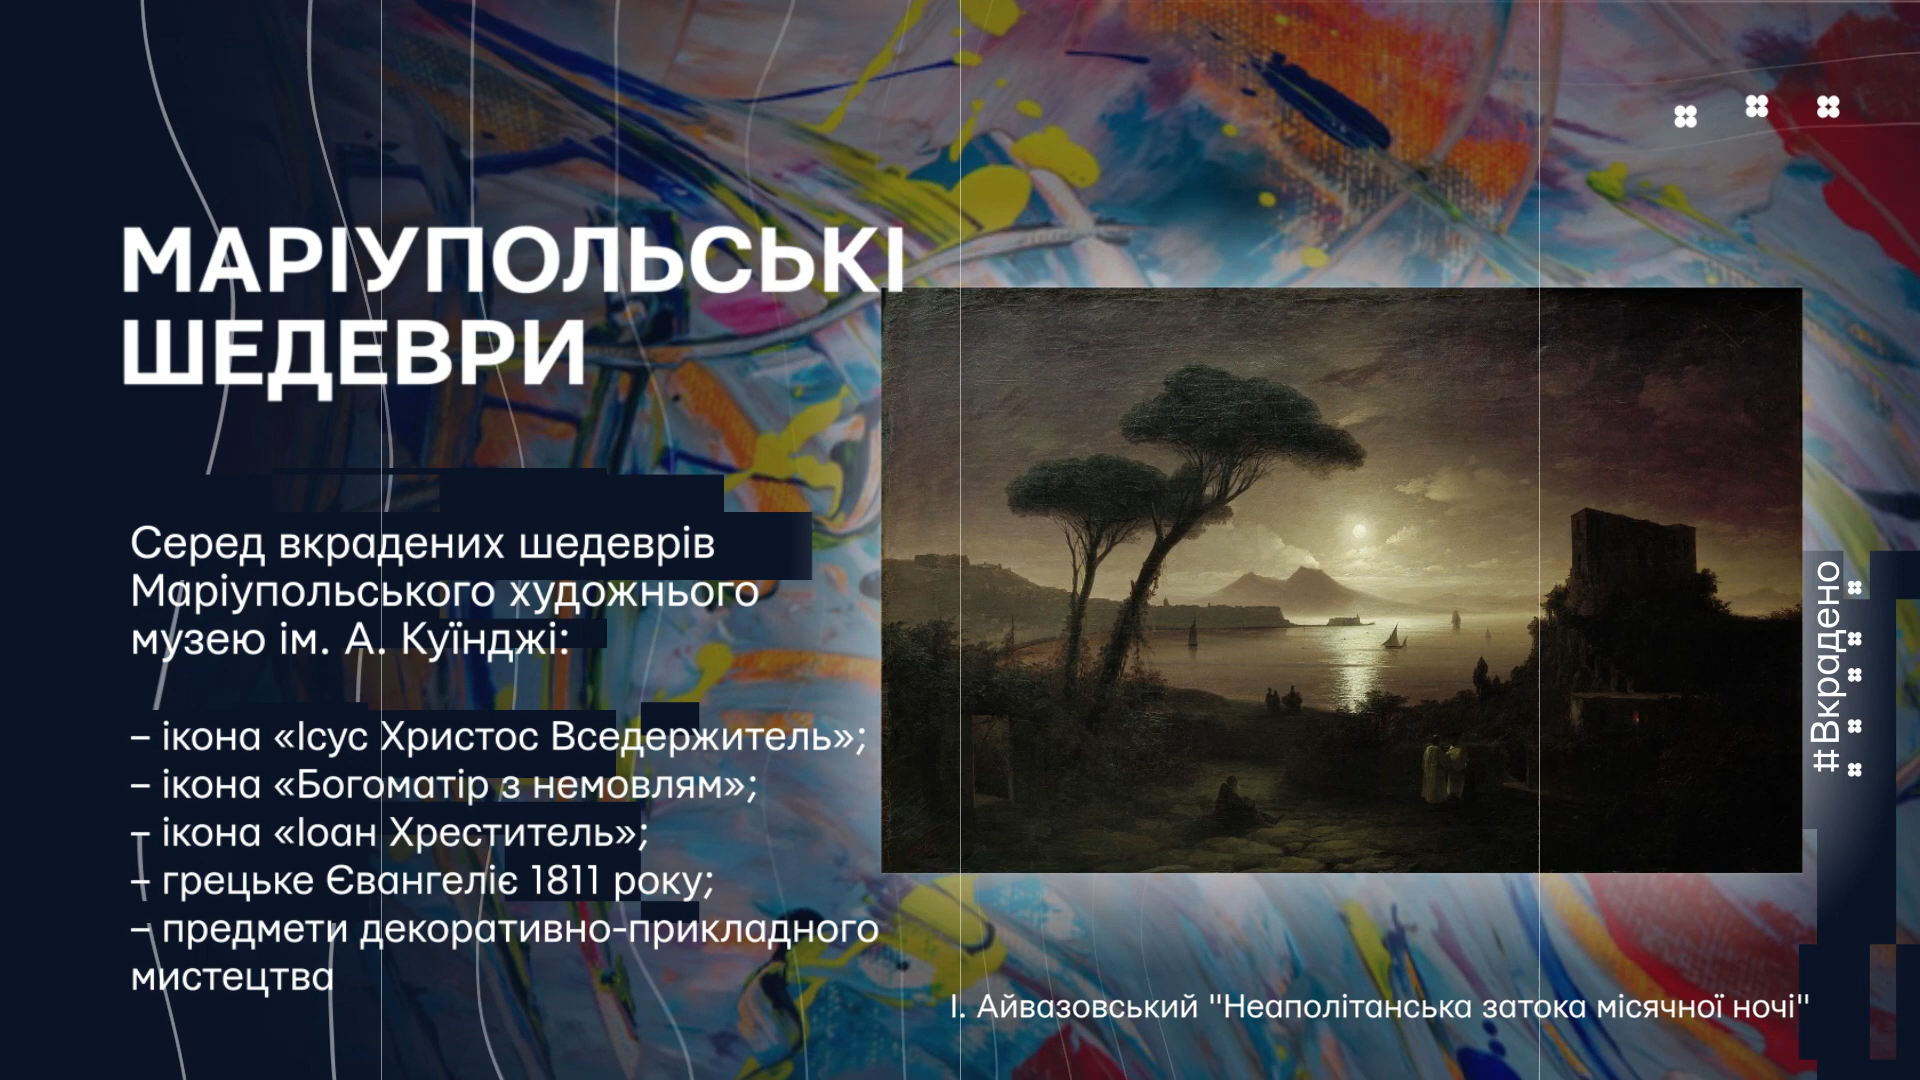 МАРІУПОЛЬСЬКІ
ШЕДЕВРИ
Серед вкрадених шедеврів
Маріупольського художнього
музею ім. А. Куїнджі:
– ікона «Ісус Христос Вседержитель»;
– ікона «Богоматір з немовлям»;
– ікона «Іоан Хреститель»;
– грецьке Євангеліє 1811 року;
– предмети декоративно-прикладного
мистецтва
#Вкрадено
І. Айвазовський "Неаполітанська затока місячної ночі"